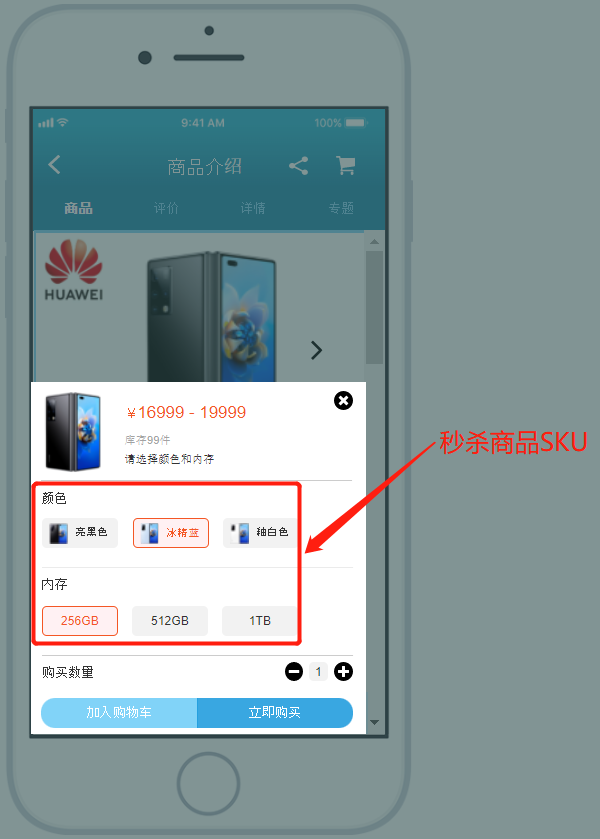 9:41 AM 100%
商品介绍
商品 评价 详情 专题
HUAWEI
¥16999 - 19999
库存99件
请选择颜色和内存
秒杀商品SKU
颜色
亮黑色 冰晴蓝 釉白色
内存
256GB 512GB 1TB
购买数量 1
加入购物车 立即购买